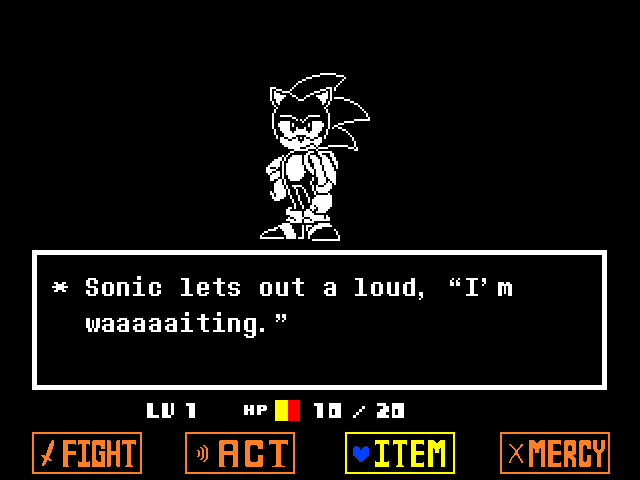 * Sonic lets out a loud, “I’m
waaaaaiting.”
LV 1 HP 10 / 20
FIGHT ACT ITEM MERCY